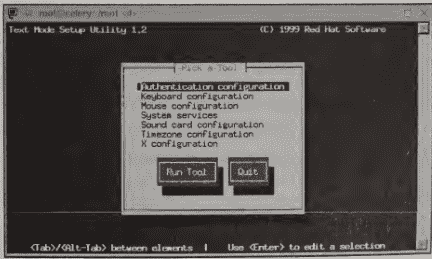 Text Mode Setup Utility 1.2 (C) 1999 Red Hat Software
Pick a Tool
Authentication configuration
Keyboard configuration
Mouse configuration
System services
Sound card configuration
Timezone configuration
X configuration
Run Tool Quit
<Tab>/<Alt-Tab> between elements | Use <Enter> to edit a selection